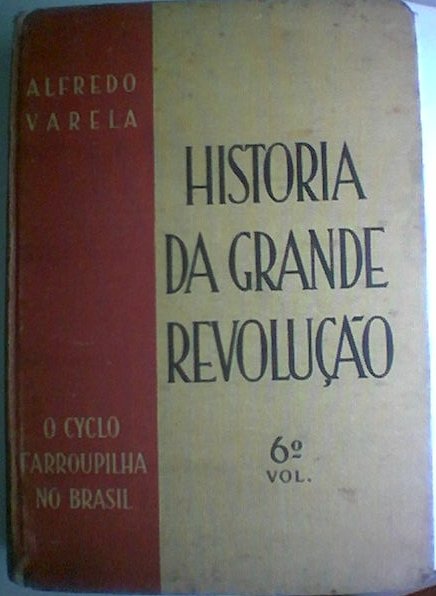 ALFREDO
VARELA
HISTORIA
DA GRANDE
REVOLUÇÃO
O CYCLO
FARROUPILHA
NO BRASIL
6º
VOL.